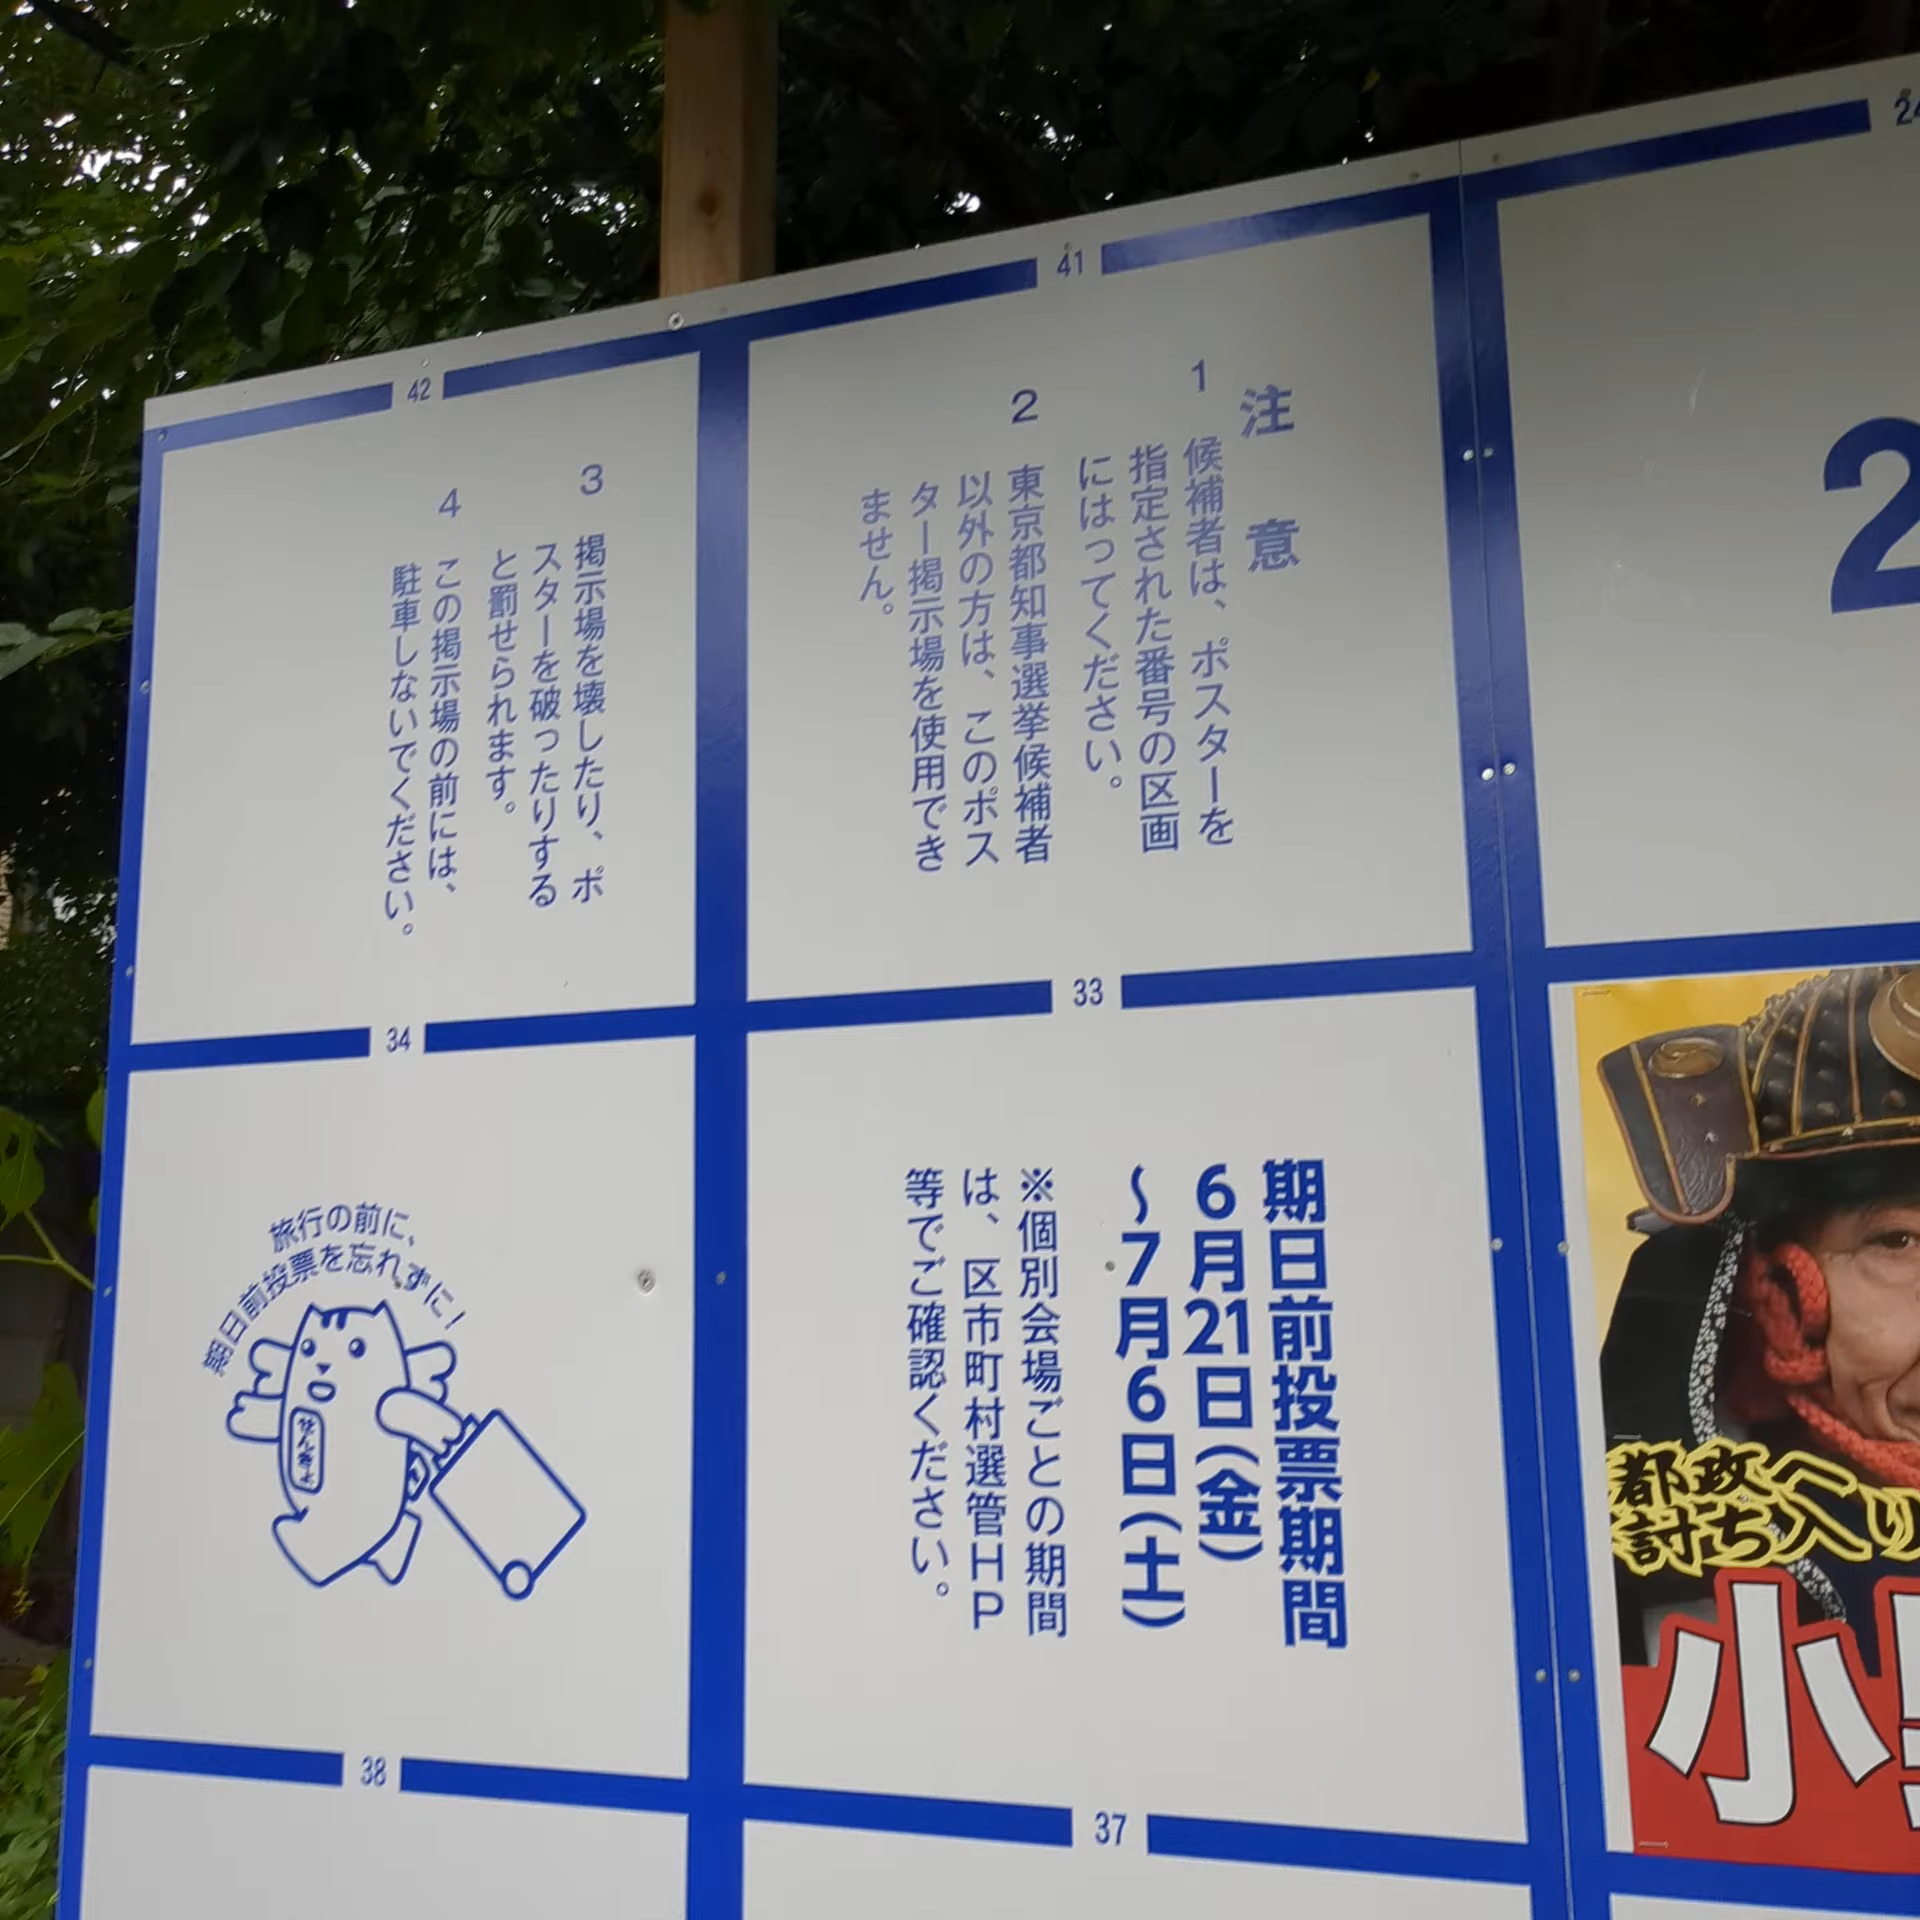 24
2
41
注意
1 候補者は、ポスターを
指定された番号の区画
にはってください。
2 東京都知事選挙候補者
以外の方は、このポス
ター掲示場を使用でき
ません。
42
3 掲示場を壊したり、ポ
スターを破ったりする
と罰せられます。
4 この掲示場の前には、
駐車しないでください。
33
期日前投票期間
6月21日(金)
～7月6日(土)
※個別会場ごとの期間
は、区市町村選管HP
等でご確認ください。
34
旅行の前に、
期日前投票を忘れずに!
せんきょ
都政へ
討ち入り
小
37
38